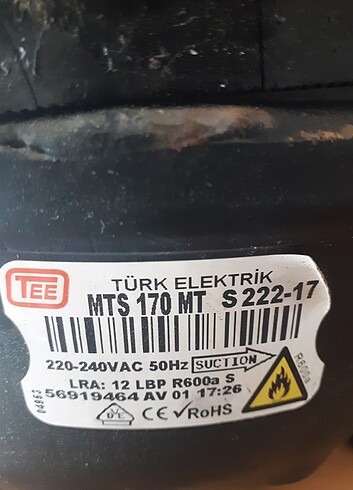 TEE
TÜRK ELEKTRİK
MTS 170 MT S 222-17
220-240VAC 50Hz SUCTION
R600a
LRA: 12 LBP R600a S
56919464 AV 01 17:26
CE RoHS